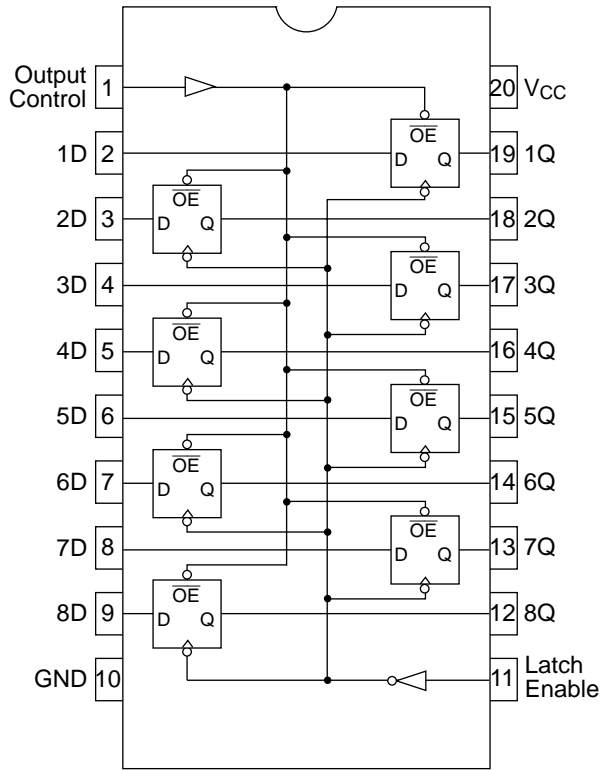 Output
Control
1
20 VCC
OE
1D 2
D Q
19 1Q
OE
2D 3
D Q
18 2Q
OE
3D 4
D Q
17 3Q
OE
4D 5
D Q
16 4Q
OE
5D 6
D Q
15 5Q
OE
6D 7
D Q
14 6Q
OE
7D 8
D Q
13 7Q
OE
8D 9
D Q
12 8Q
GND 10
11
Latch
Enable